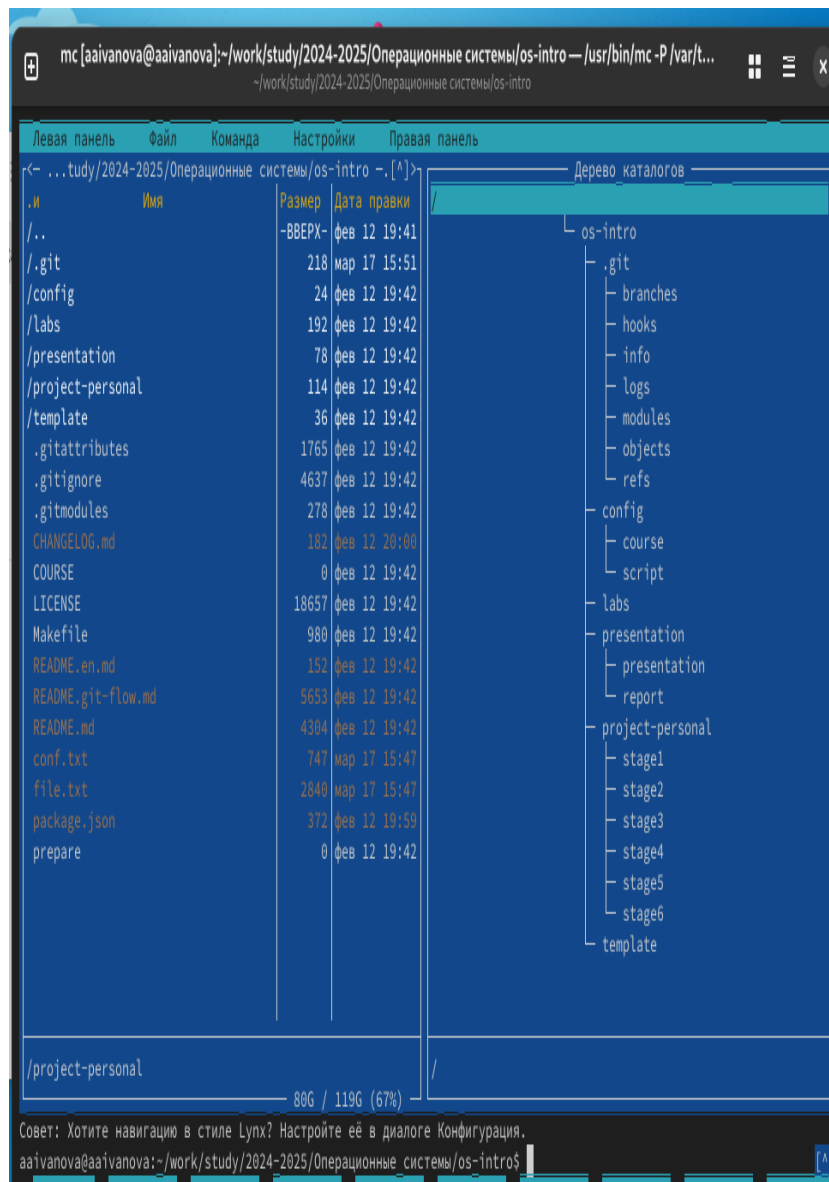 mc [aaivanova@aaivanova]:~/work/study/2024-2025/Операционные системы/os-intro — /usr/bin/mc -P /var/t...
~/work/study/2024-2025/Операционные системы/os-intro
Левая панель Файл Команда Настройки Правая панель
<— ...tudy/2024-2025/Операционные системы/os-intro —.[^]>
.и Имя Размер Дата правки
/.. -ВВЕРХ- фев 12 19:41
/.git 218 мар 17 15:51
/config 24 фев 12 19:42
/labs 192 фев 12 19:42
/presentation 78 фев 12 19:42
/project-personal 114 фев 12 19:42
/template 36 фев 12 19:42
.gitattributes 1765 фев 12 19:42
.gitignore 4637 фев 12 19:42
.gitmodules 278 фев 12 19:42
CHANGELOG.md 182 фев 12 20:00
COURSE 0 фев 12 19:42
LICENSE 18657 фев 12 19:42
Makefile 980 фев 12 19:42
README.en.md 152 фев 12 19:42
README.git-flow.md 5653 фев 12 19:42
README.md 4304 фев 12 19:42
conf.txt 747 мар 17 15:47
file.txt 2840 мар 17 15:47
package.json 372 фев 12 19:59
prepare 0 фев 12 19:42
/project-personal
80G / 119G (67%)
Дерево каталогов
/
os-intro
.git
branches
hooks
info
logs
modules
objects
refs
config
course
script
labs
presentation
presentation
report
project-personal
stage1
stage2
stage3
stage4
stage5
stage6
template
/
Совет: Хотите навигацию в стиле Lynx? Настройте её в диалоге Конфигурация.
aaivanova@aaivanova:~/work/study/2024-2025/Операционные системы/os-intro$ [^